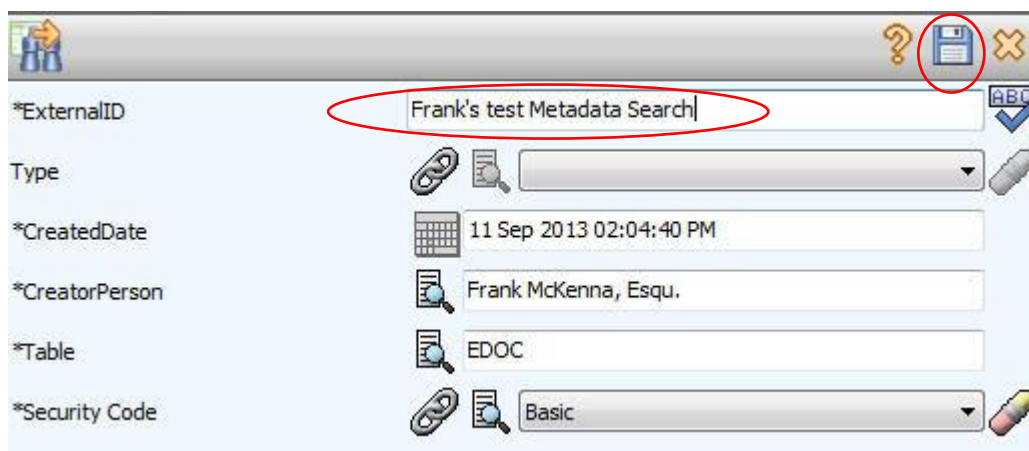 *ExternalID Frank's test Metadata Search ABC
Type
*CreatedDate 11 Sep 2013 02:04:40 PM
*CreatorPerson Frank McKenna, Esqu.
*Table EDOC
*Security Code Basic